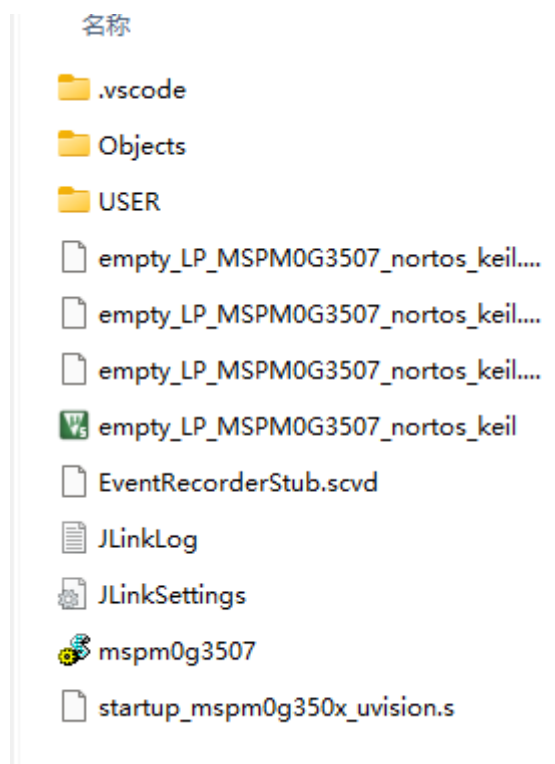 名称
.vscode
Objects
USER
empty_LP_MSPM0G3507_nortos_keil....
empty_LP_MSPM0G3507_nortos_keil....
empty_LP_MSPM0G3507_nortos_keil....
empty_LP_MSPM0G3507_nortos_keil
EventRecorderStub.scvd
JLinkLog
JLinkSettings
mspm0g3507
startup_mspm0g350x_uvision.s